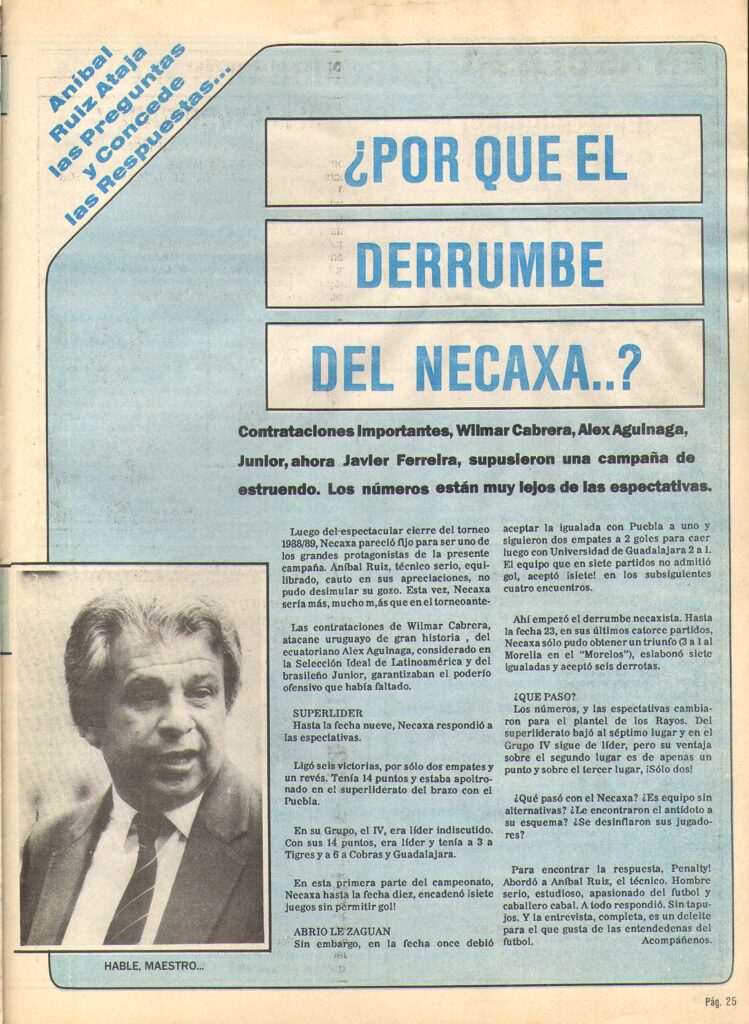 Aníbal
Ruiz Ataja
las Preguntas
y Concede
las Respuestas...
¿POR QUE EL
DERRUMBE
DEL NECAXA..?
Contrataciones importantes, Wilmar Cabrera, Alex Aguinaga,
Junior, ahora Javier Ferreira, supusieron una campaña de
estruendo. Los números están muy lejos de las espectativas.
Luego del espectacular cierre del torneo
1988/89, Necaxa pareció fijo para ser uno de
los grandes protagonistas de la presente
campaña. Aníbal Ruiz, técnico serio, equi-
librado, cauto en sus apreciaciones, no
pudo desimular su gozo. Esta vez, Necaxa
sería más, mucho m,ás que en el torneoante-
Las contrataciones de Wilmar Cabrera,
atacane uruguayo de gran historia , del
ecuatoriano Alex Aguinaga, considerado en
la Selección Ideal de Latinoamérica y del
brasileño Junior, garantizaban el poderío
ofensivo que había faltado.
SUPERLIDER
Hasta la fecha nueve, Necaxa respondió a
las espectativas.
Ligó seis victorias, por sólo dos empates y
un revés. Tenía 14 puntos y estaba apoltro-
nado en el superliderato del brazo con el
Puebla.
En su Grupo, el IV, era líder indiscutido.
Con sus 14 puntos, era líder y tenía a 3 a
Tigres y a 6 a Cobras y Guadalajara.
En esta primera parte del campeonato,
Necaxa hasta la fecha diez, encadenó ¡siete
juegos sin permitir gol!
ABRIO LE ZAGUAN
Sin embargo, en la fecha once debió
aceptar la igualada con Puebla a uno y
siguieron dos empates a 2 goles para caer
luego con Universidad de Guadalajara 2 a 1.
El equipo que en siete partidos no admitió
gol, aceptó ¡siete! en los subsiguientes
cuatro encuentros.
Ahí empezó el derrumbe necaxista. Hasta
la fecha 23, en sus últimos catorce partidos,
Necaxa sólo pudo obtener un triunfo (3 a 1 al
Morelia en el "Morelos"), eslabonó siete
igualadas y aceptó seis derrotas.
¿QUE PASO?
Los números, y las espectativas cambia-
ron para el plantel de los Rayos. Del
superliderato bajó al séptimo lugar y en el
Grupo IV sigue de líder, pero su ventaja
sobre el segundo lugar es de apenas un
punto y sobre el tercer lugar, ¡Sólo dos!
¿Qué pasó con el Necaxa? ¿Es equipo sin
alternativas? ¿Le encontraron el antídoto a
su esquema? ¿Se desinflaron sus jugado-
res?
Para encontrar la respuesta, Penalty!
Abordó a Aníbal Ruiz, el técnico. Hombre
serio, estudioso, apasionado del futbol y
caballero cabal. A todo respondió. Sin tapu-
jos. Y la entrevista, completa, es un deleite
para el que gusta de las entendedenas del
futbol. Acompáñenos.
HABLE, MAESTRO...
Pág. 25